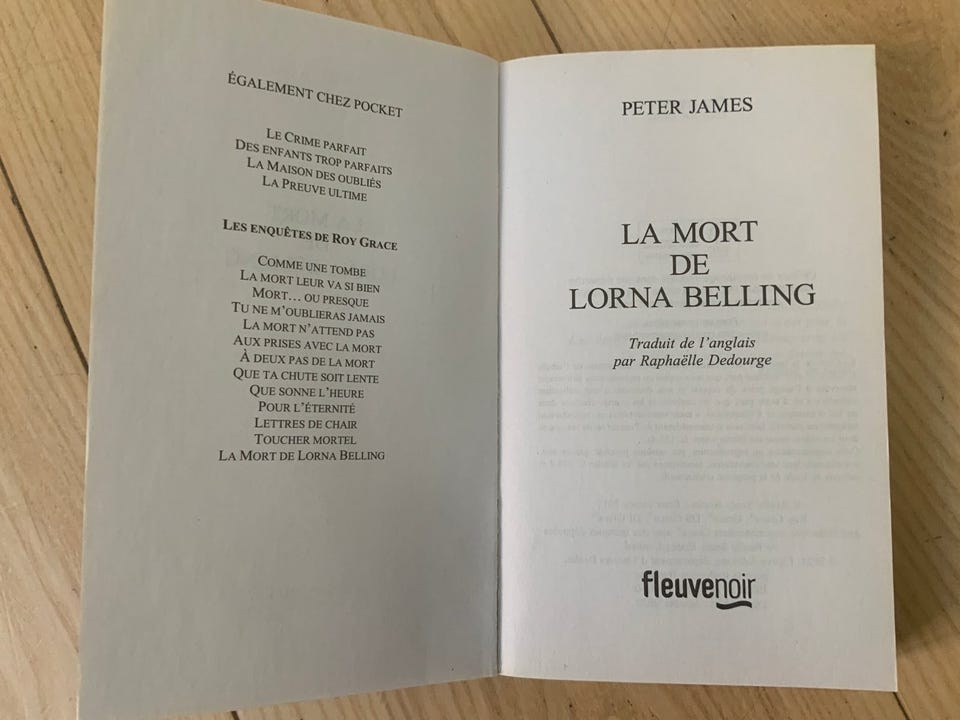 ÉGALEMENT CHEZ POCKET
LE CRIME PARFAIT
DES ENFANTS TROP PARFAITS
LA MAISON DES OUBLIÉS
LA PREUVE ULTIME
LES ENQUÊTES DE ROY GRACE
COMME UNE TOMBE
LA MORT LEUR VA SI BIEN
MORT… OU PRESQUE
TU NE M'OUBLIERAS JAMAIS
LA MORT N'ATTEND PAS
AUX PRISES AVEC LA MORT
À DEUX PAS DE LA MORT
QUE TA CHUTE SOIT LENTE
QUE SONNE L'HEURE
POUR L'ÉTERNITÉ
LETTRES DE CHAIR
TOUCHER MORTEL
LA MORT DE LORNA BELLING
PETER JAMES
LA MORT
DE
LORNA BELLING
Traduit de l'anglais
par Raphaëlle Dedourge
fleuvenoir